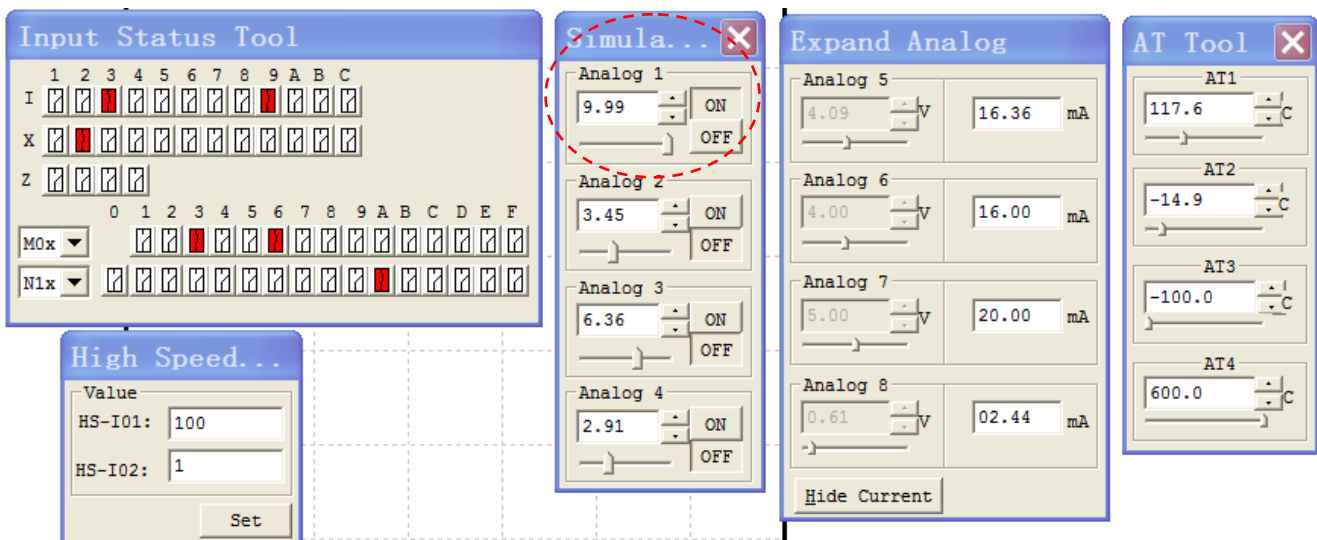 Input Status Tool
1 2 3 4 5 6 7 8 9 A B C
I
X
Z
0 1 2 3 4 5 6 7 8 9 A B C D E F
M0x
N1x
High Speed...
Value
HS-I01: 100
HS-I02: 1
Set
Simula...
Analog 1
9.99 ON
OFF
Analog 2
3.45 ON
OFF
Analog 3
6.36 ON
OFF
Analog 4
2.91 ON
OFF
Expand Analog
Analog 5
4.09 V 16.36 mA
Analog 6
4.00 V 16.00 mA
Analog 7
5.00 V 20.00 mA
Analog 8
0.61 V 02.44 mA
Hide Current
AT Tool
AT1
117.6 C
AT2
-14.9 C
AT3
-100.0 C
AT4
600.0 C